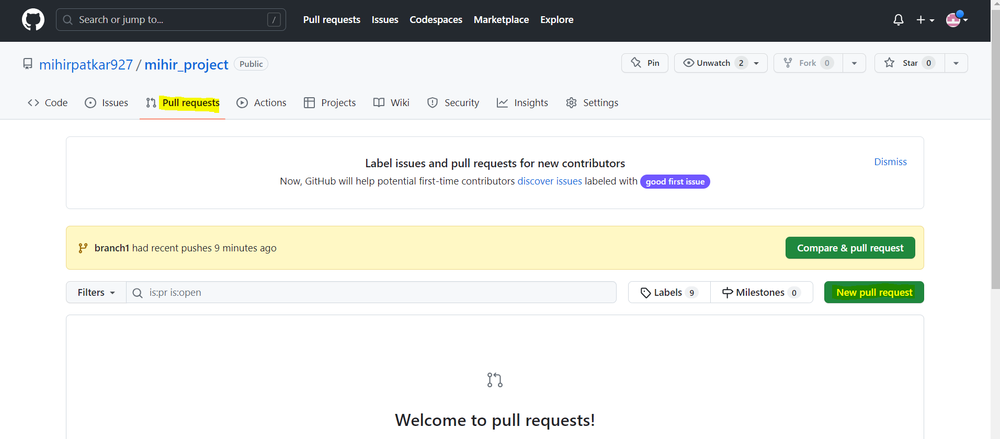 Search or jump to... /
Pull requests Issues Codespaces Marketplace Explore
mihirpatkar927 / mihir_project Public
Pin Unwatch 2 Fork 0 Star 0
Code Issues Pull requests Actions Projects Wiki Security Insights Settings
Label issues and pull requests for new contributors
Dismiss
Now, GitHub will help potential first-time contributors discover issues labeled with good first issue
branch1 had recent pushes 9 minutes ago
Compare & pull request
Filters is:pr is:open Labels 9 Milestones 0 New pull request
Welcome to pull requests!